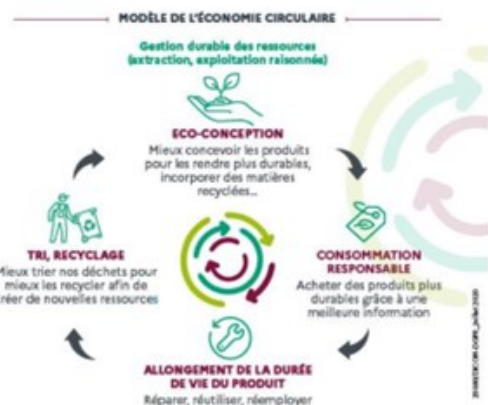 MODÈLE DE L'ÉCONOMIE CIRCULAIRE
Gestion durable des ressources
(extraction, exploitation raisonnée)
ECO-CONCEPTION
Mieux concevoir les produits
pour les rendre plus durables,
incorporer des matières
recyclées...
TRI, RECYCLAGE
Mieux trier nos déchets pour
mieux les recycler afin de
réer de nouvelles ressources
CONSOMMATION
RESPONSABLE
Acheter des produits plus
durables grâce à une
meilleure information
ALLONGEMENT DE LA DURÉE
DE VIE DU PRODUIT
Réparer, réutiliser, réemployer